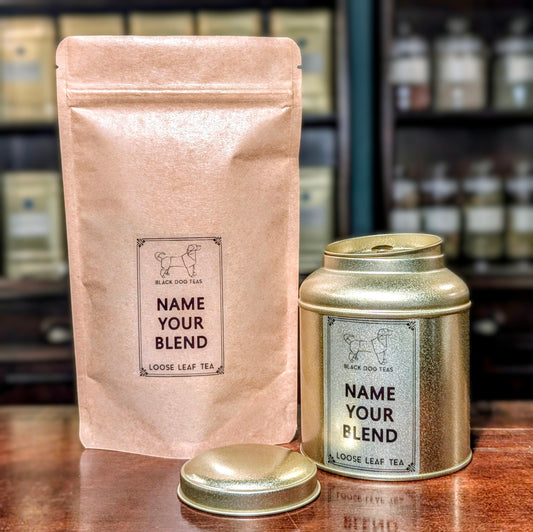 BLACK DOG TEAS
NAME
YOUR
BLEND
LOOSE LEAF TEA
BLACK DOG TEAS
NAME
YOUR
BLEND
LOOSE LEAF TEA